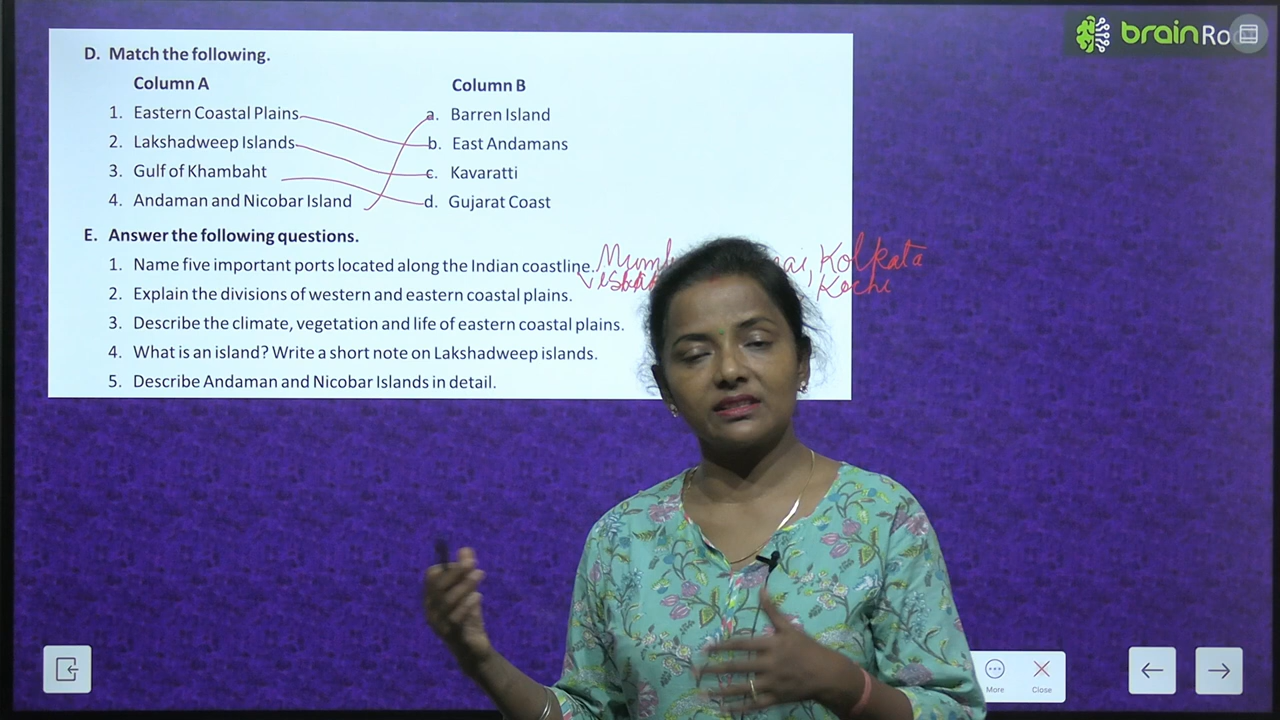 brainRo
D. Match the following.
Column A Column B
1. Eastern Coastal Plains a. Barren Island
2. Lakshadweep Islands b. East Andamans
3. Gulf of Khambaht c. Kavaratti
4. Andaman and Nicobar Island d. Gujarat Coast
E. Answer the following questions.
1. Name five important ports located along the Indian coastline. Kolkata
Kochi
2. Explain the divisions of western and eastern coastal plains.
3. Describe the climate, vegetation and life of eastern coastal plains.
4. What is an island? Write a short note on Lakshadweep islands.
5. Describe Andaman and Nicobar Islands in detail.
More Close